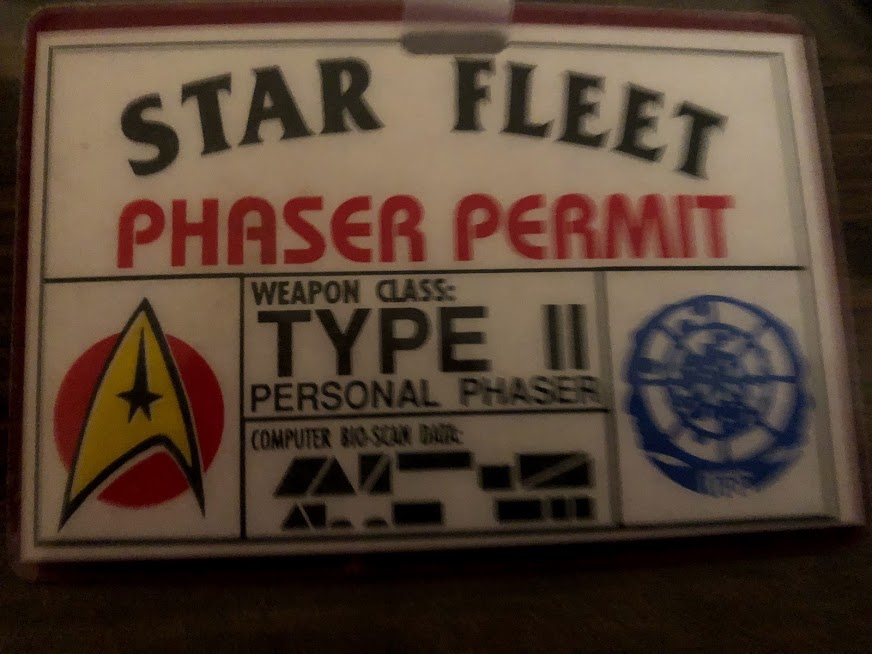 STAR FLEET
PHASER PERMIT
WEAPON CLASS:
TYPE II
PERSONAL PHASER
COMPUTER BIO-SCAN DATA: